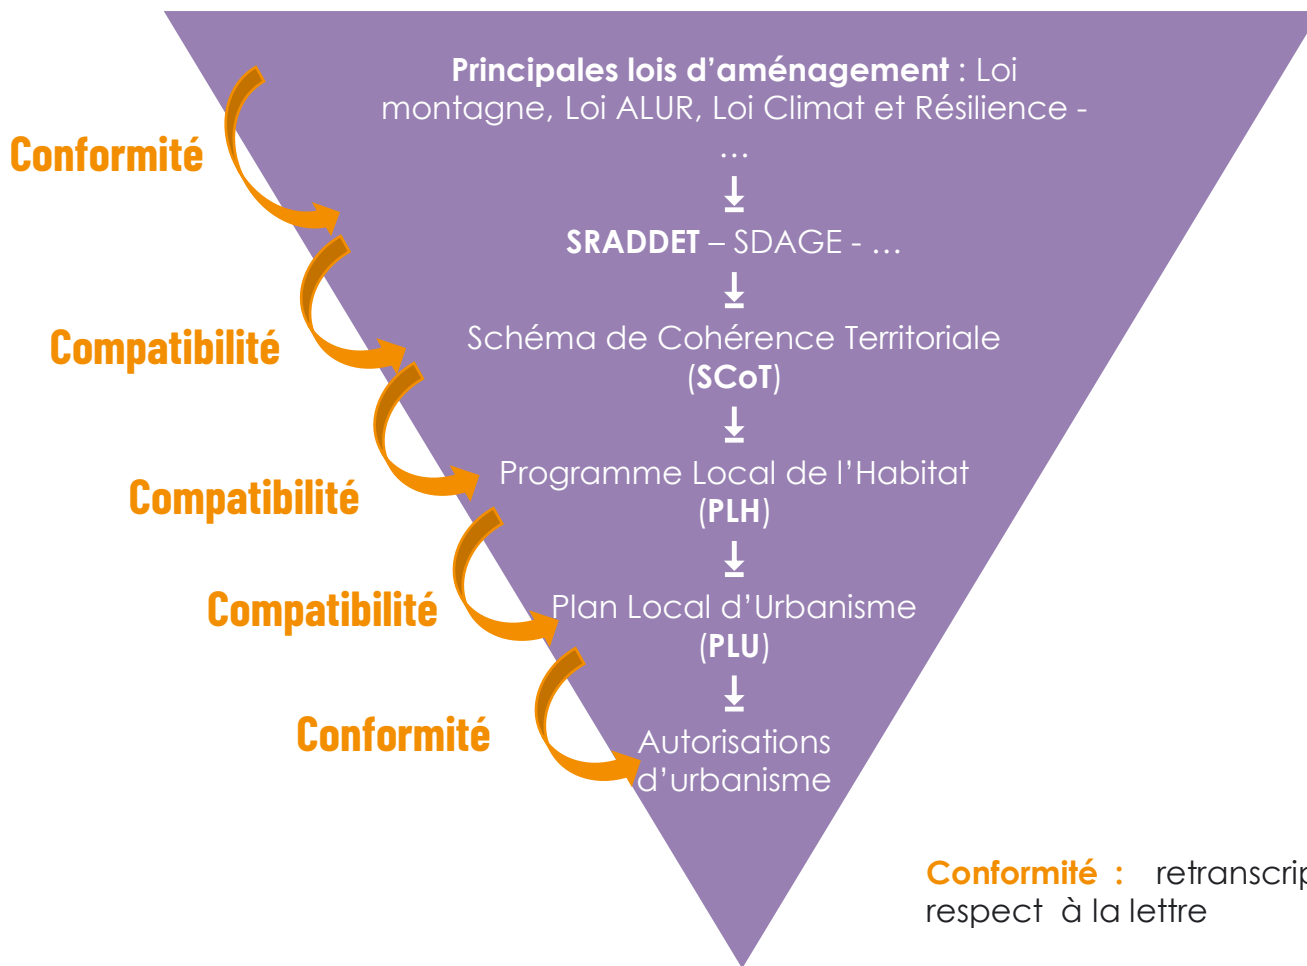 Principales lois d’aménagement : Loi
montagne, Loi ALUR, Loi Climat et Résilience -
…
Conformité
SRADDET – SDAGE - …
Compatibilité
Schéma de Cohérence Territoriale
(SCoT)
Compatibilité
Programme Local de l’Habitat
(PLH)
Compatibilité
Plan Local d’Urbanisme
(PLU)
Conformité
Autorisations
d’urbanisme
Conformité : retranscrip
respect à la lettre